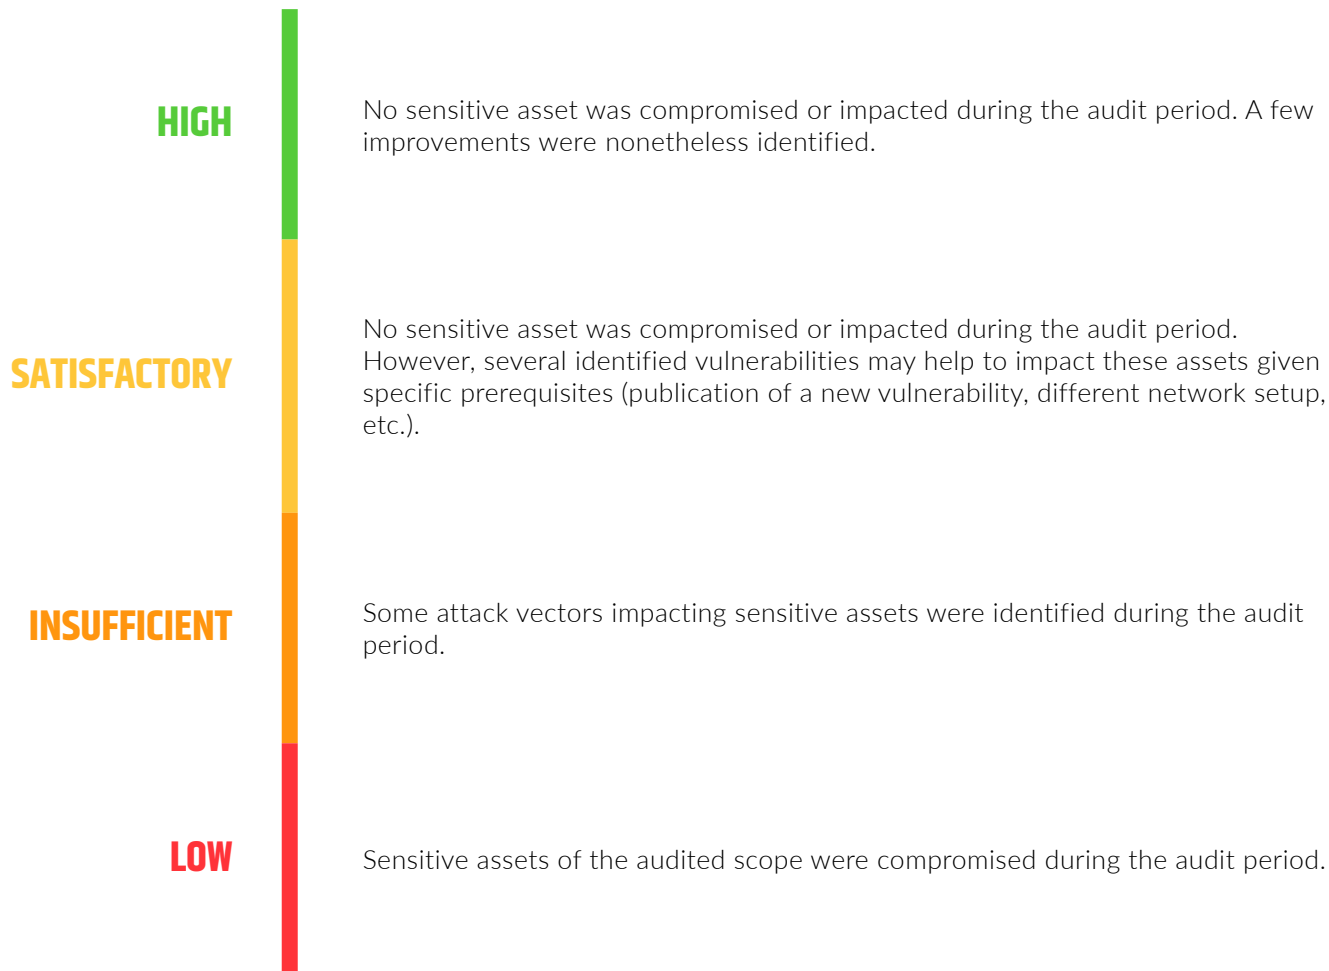 HIGH
No sensitive asset was compromised or impacted during the audit period. A few
improvements were nonetheless identified.
SATISFACTORY
No sensitive asset was compromised or impacted during the audit period.
However, several identified vulnerabilities may help to impact these assets given
specific prerequisites (publication of a new vulnerability, different network setup,
etc.).
INSUFFICIENT
Some attack vectors impacting sensitive assets were identified during the audit
period.
LOW
Sensitive assets of the audited scope were compromised during the audit period.